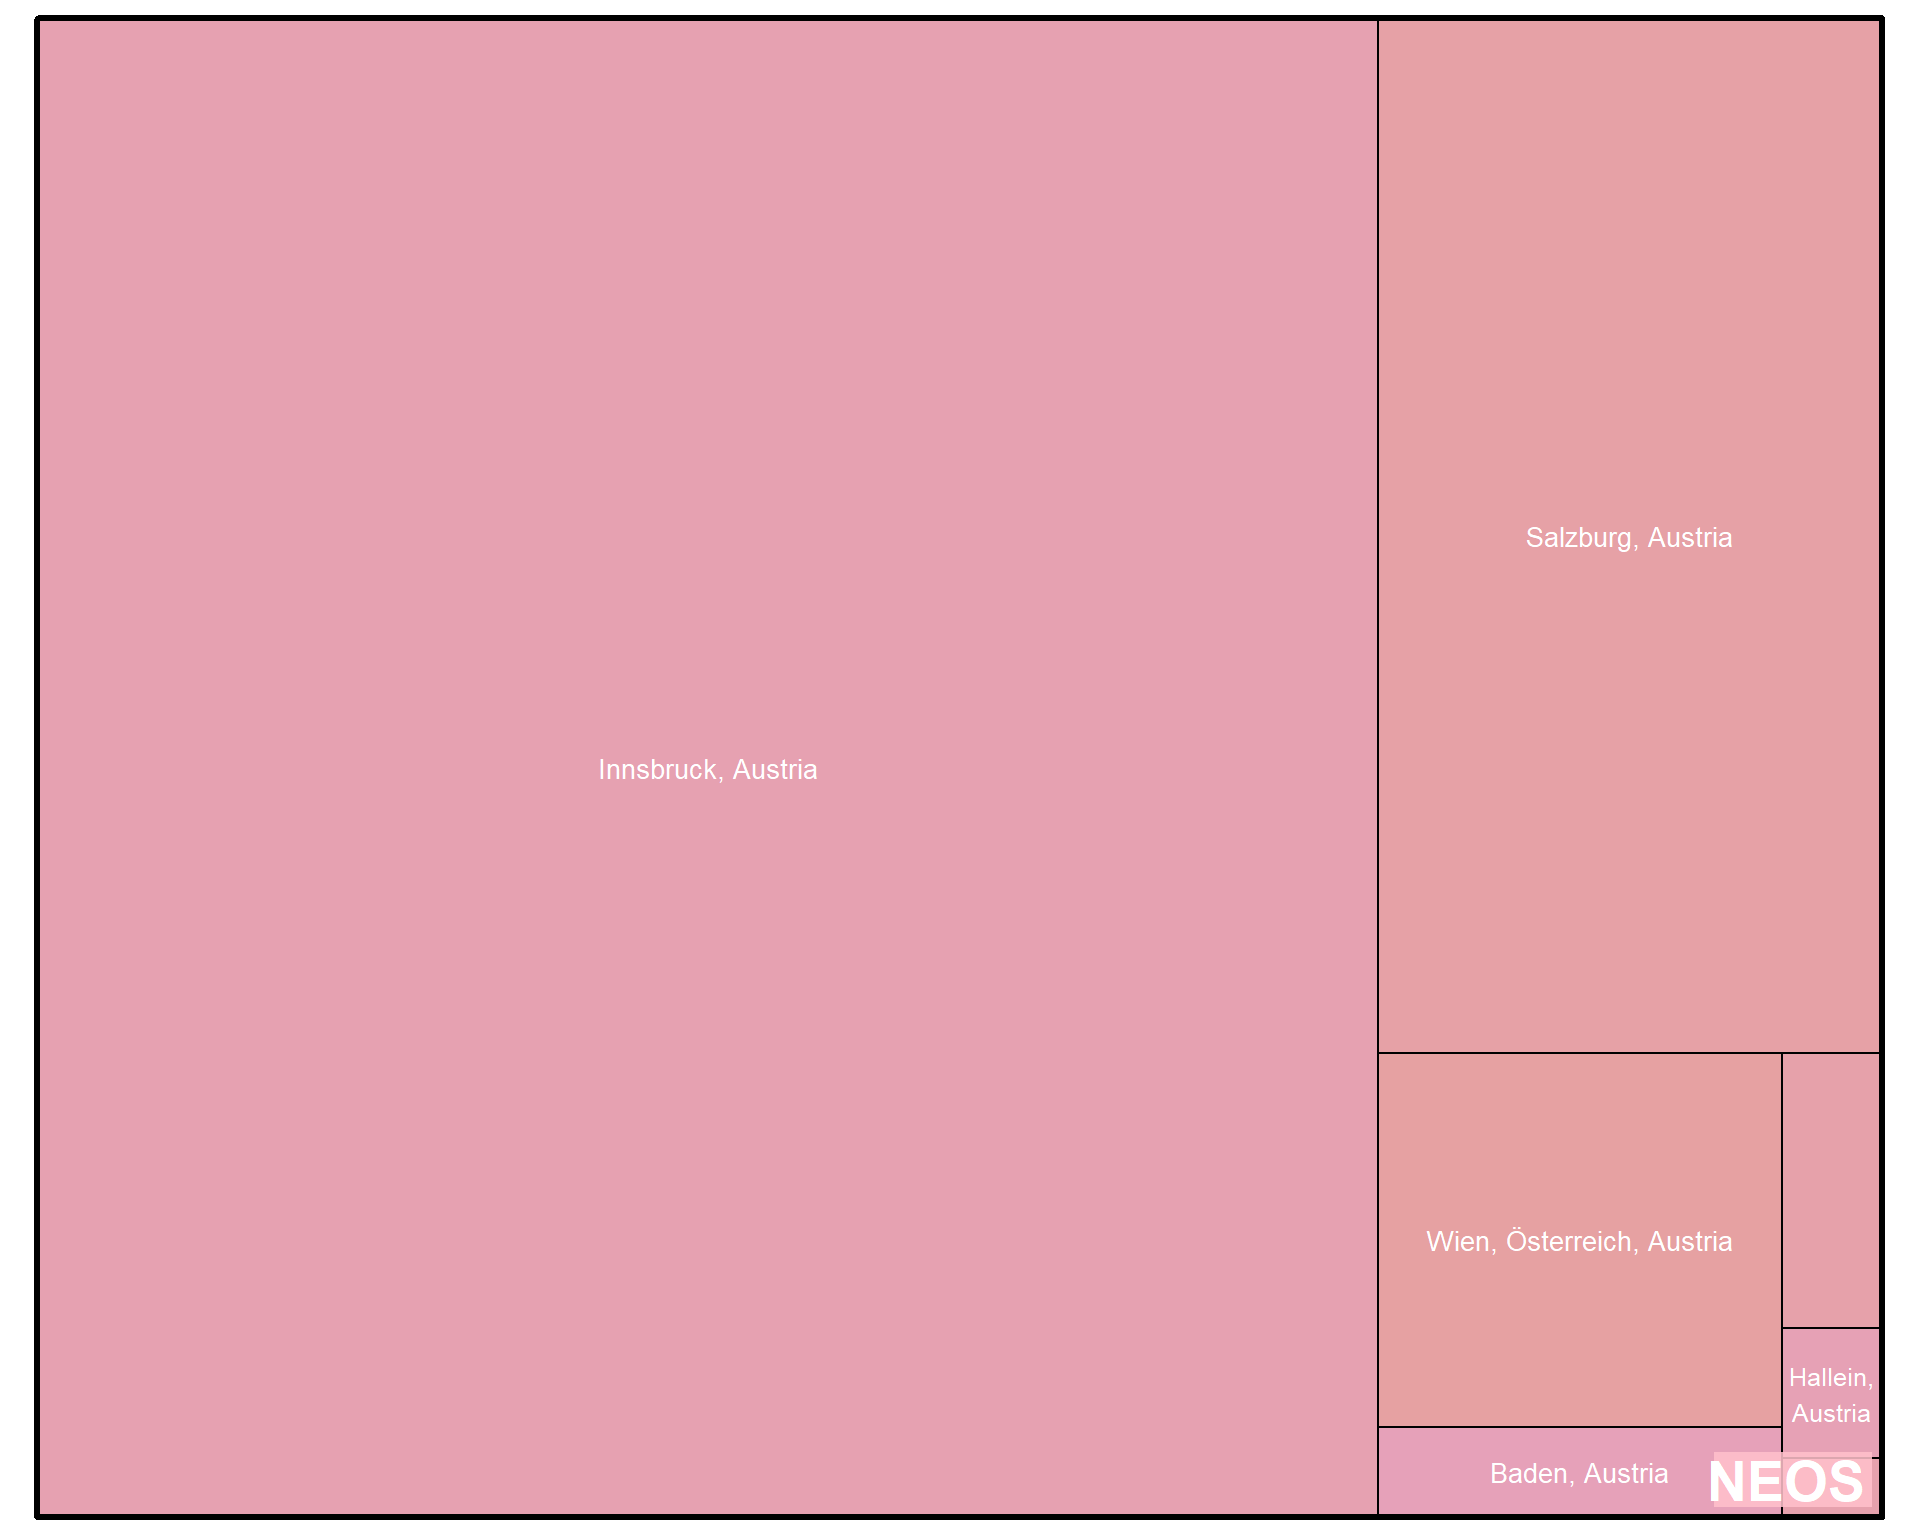 Innsbruck, Austria
Salzburg, Austria
Wien, Österreich, Austria
Hallein,
Austria
Baden, Austria
NEOS